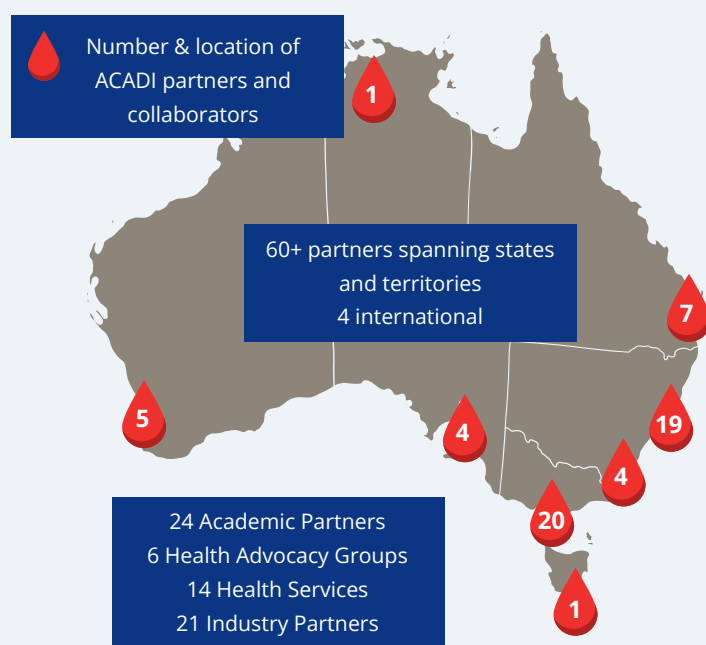 Number & location of
ACADI partners and
collaborators
1
60+ partners spanning states
and territories
4 international
7
5
4
19
4
20
24 Academic Partners
6 Health Advocacy Groups
14 Health Services
21 Industry Partners
1